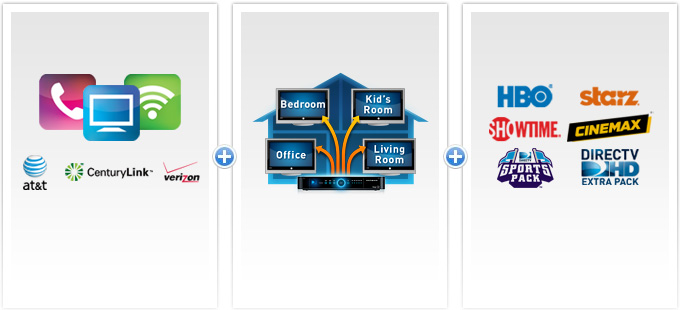 at&t
CenturyLink™
verizon
Bedroom
Kid's
Room
Office
Living
Room
HBO®
starz
SHOWTIME.
CINEMAX®
SPORTS
PACK
DIRECTV
HD
EXTRA PACK